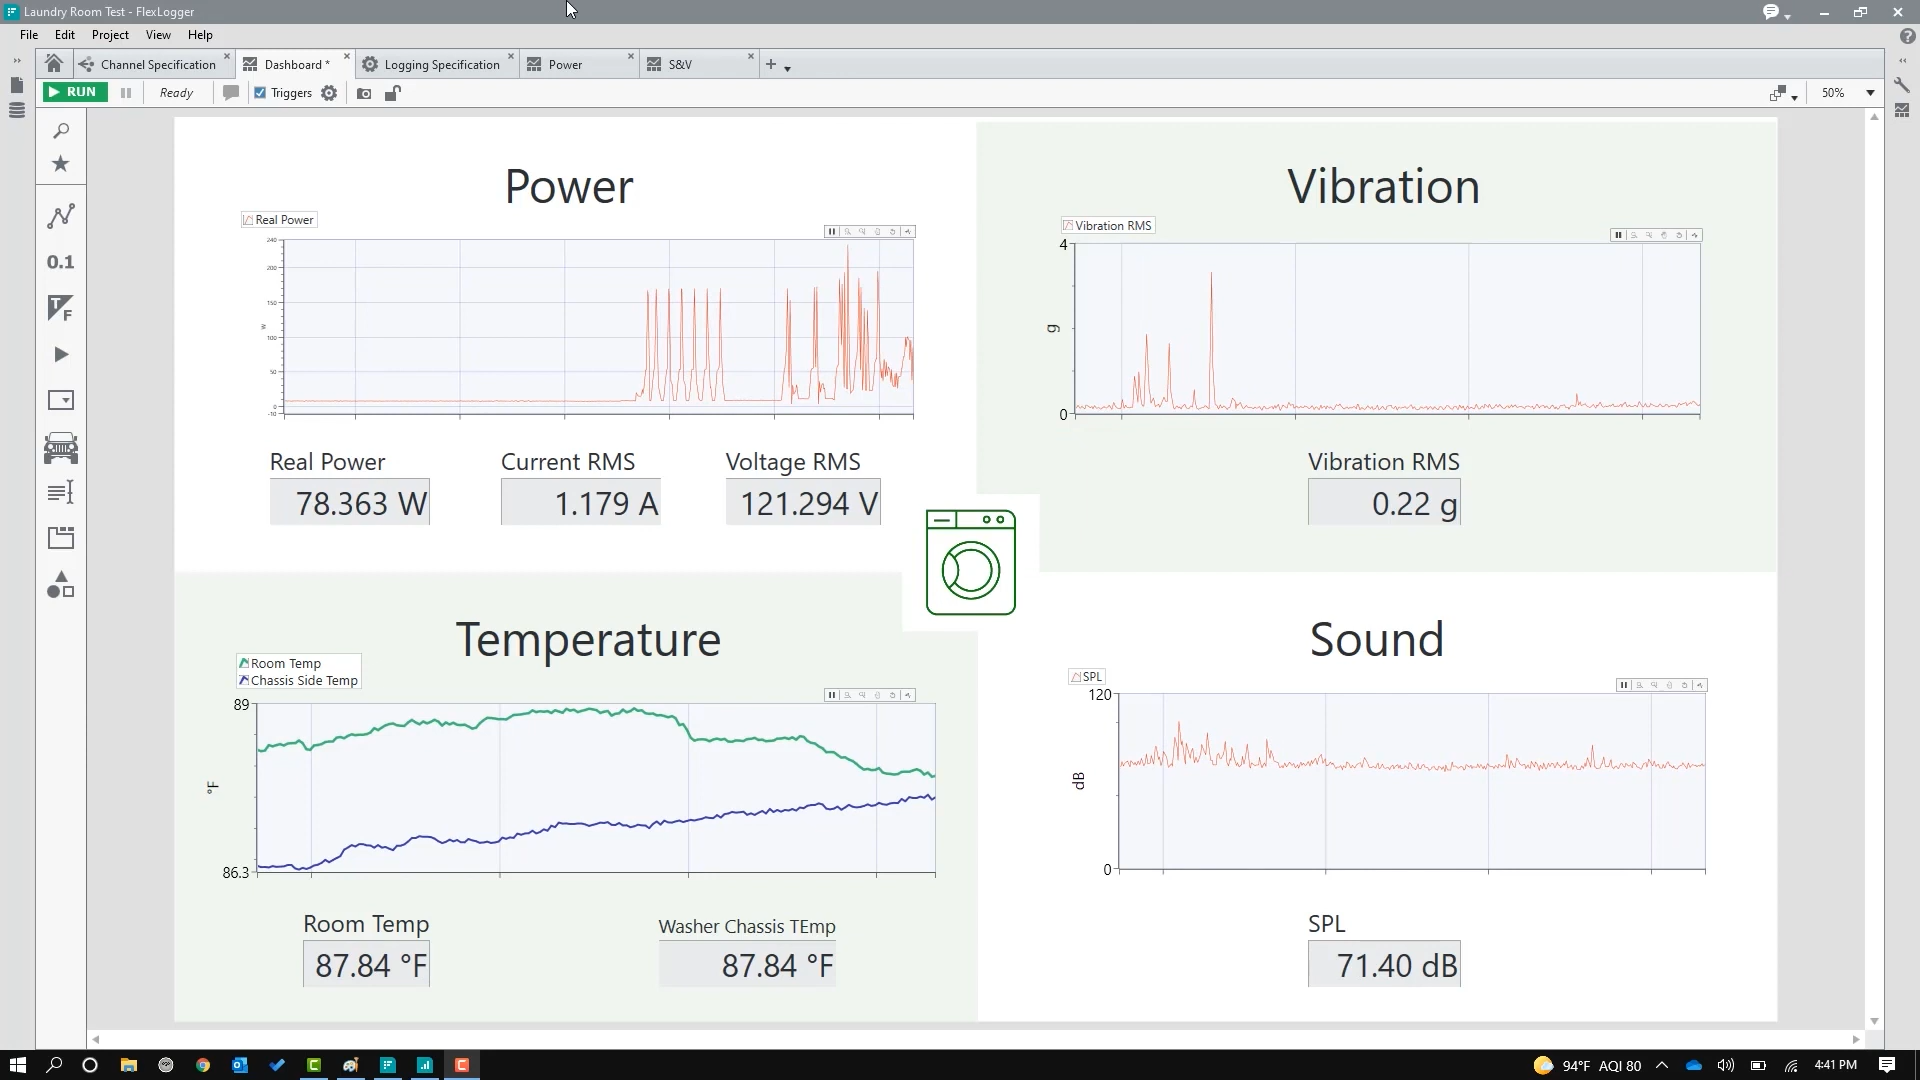 Laundry Room Test - FlexLogger
File Edit Project View Help
Channel Specification Dashboard * Logging Specification Power S&V
RUN Ready Triggers 50%
Power
Real Power
240
200
150
100
50
0
-10
W
Real Power Current RMS Voltage RMS
78.363 W 1.179 A 121.294 V
Vibration
Vibration RMS
4
g
0
Vibration RMS
0.22 g
0.1
T
F
Temperature
Room Temp
Chassis Side Temp
89
°F
86.3
Room Temp Washer Chassis TEmp
87.84 °F 87.84 °F
Sound
SPL
120
dB
0
SPL
71.40 dB
94°F AQI 80 4:41 PM